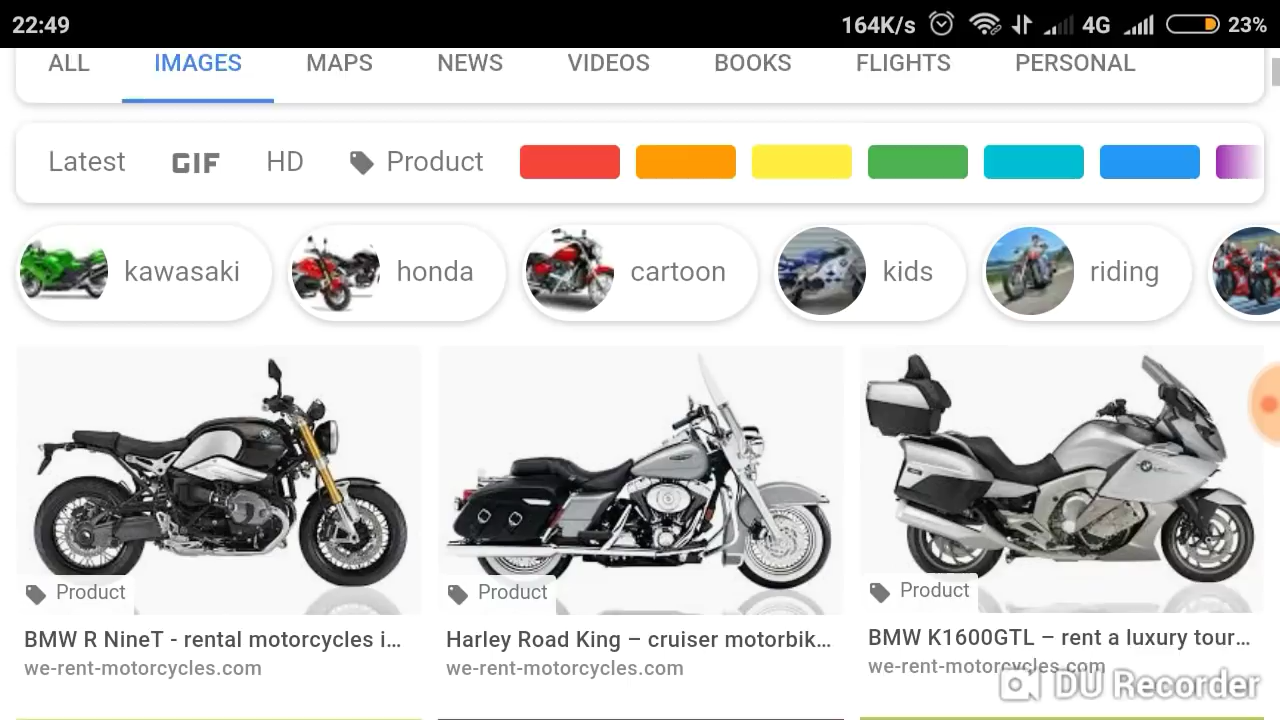 22:49 164K/s 4G 23%
ALL IMAGES MAPS NEWS VIDEOS BOOKS FLIGHTS PERSONAL
Latest GIF HD Product
kawasaki honda cartoon kids riding
Product Product Product
BMW R NineT - rental motorcycles i... Harley Road King – cruiser motorbik... BMW K1600GTL – rent a luxury tour...
we-rent-motorcycles.com we-rent-motorcycles.com we-rent-motorcycles.com
DU Recorder